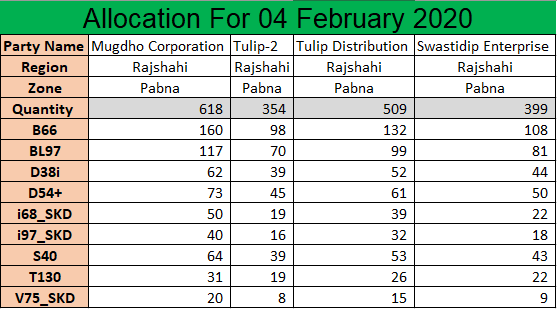 Allocation For 04 February 2020
Party Name Mugdho Corporation Tulip-2 Tulip Distribution Swastidip Enterprise
Region Rajshahi Rajshahi Rajshahi Rajshahi
Zone Pabna Pabna Pabna Pabna
Quantity 618 354 509 399
B66 160 98 132 108
BL97 117 70 99 81
D38i 62 39 52 44
D54+ 73 45 61 50
i68_SKD 50 19 39 22
i97_SKD 40 16 32 18
S40 64 39 53 43
T130 31 19 26 22
V75_SKD 20 8 15 9